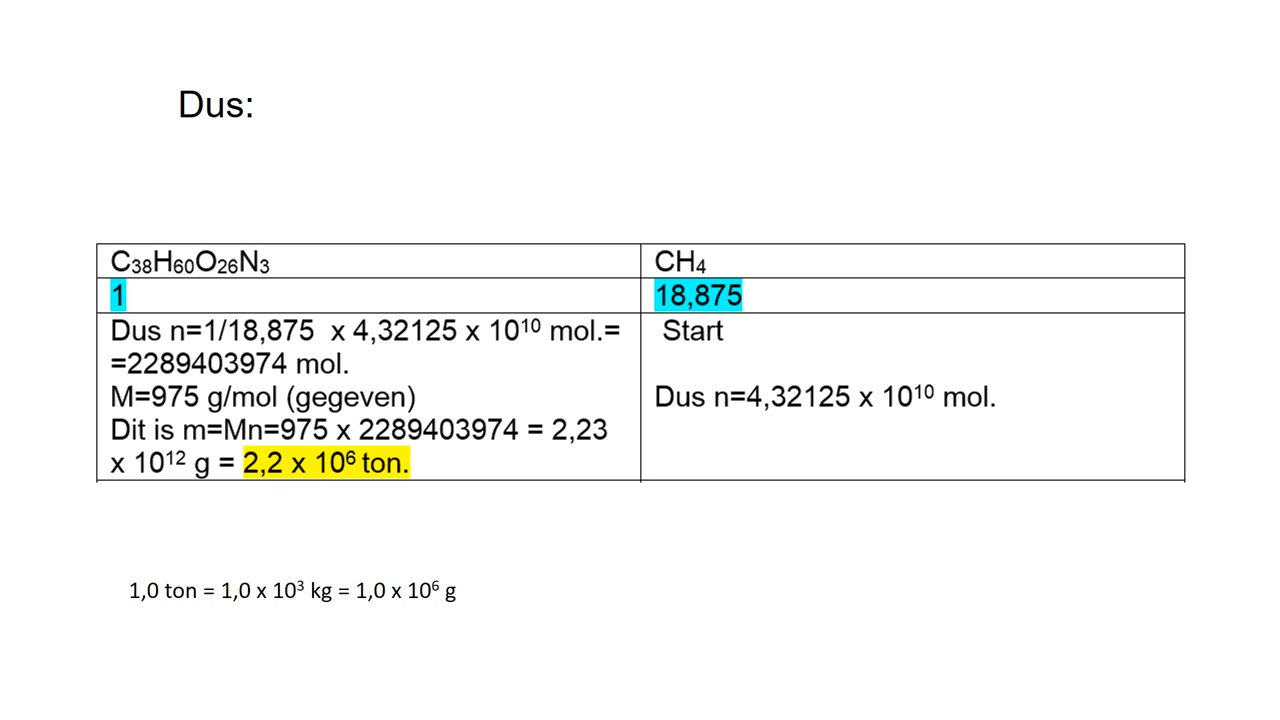 Dus:
C₃₈H₆₀O₂₆N₃
CH₄
1
18,875
Dus n=1/18,875 x 4,32125 x 10¹⁰ mol.=
=2289403974 mol.
M=975 g/mol (gegeven)
Dit is m=Mn=975 x 2289403974 = 2,23
x 10¹² g = 2,2 x 10⁶ ton.
Start
Dus n=4,32125 x 10¹⁰ mol.
1,0 ton = 1,0 x 10³ kg = 1,0 x 10⁶ g